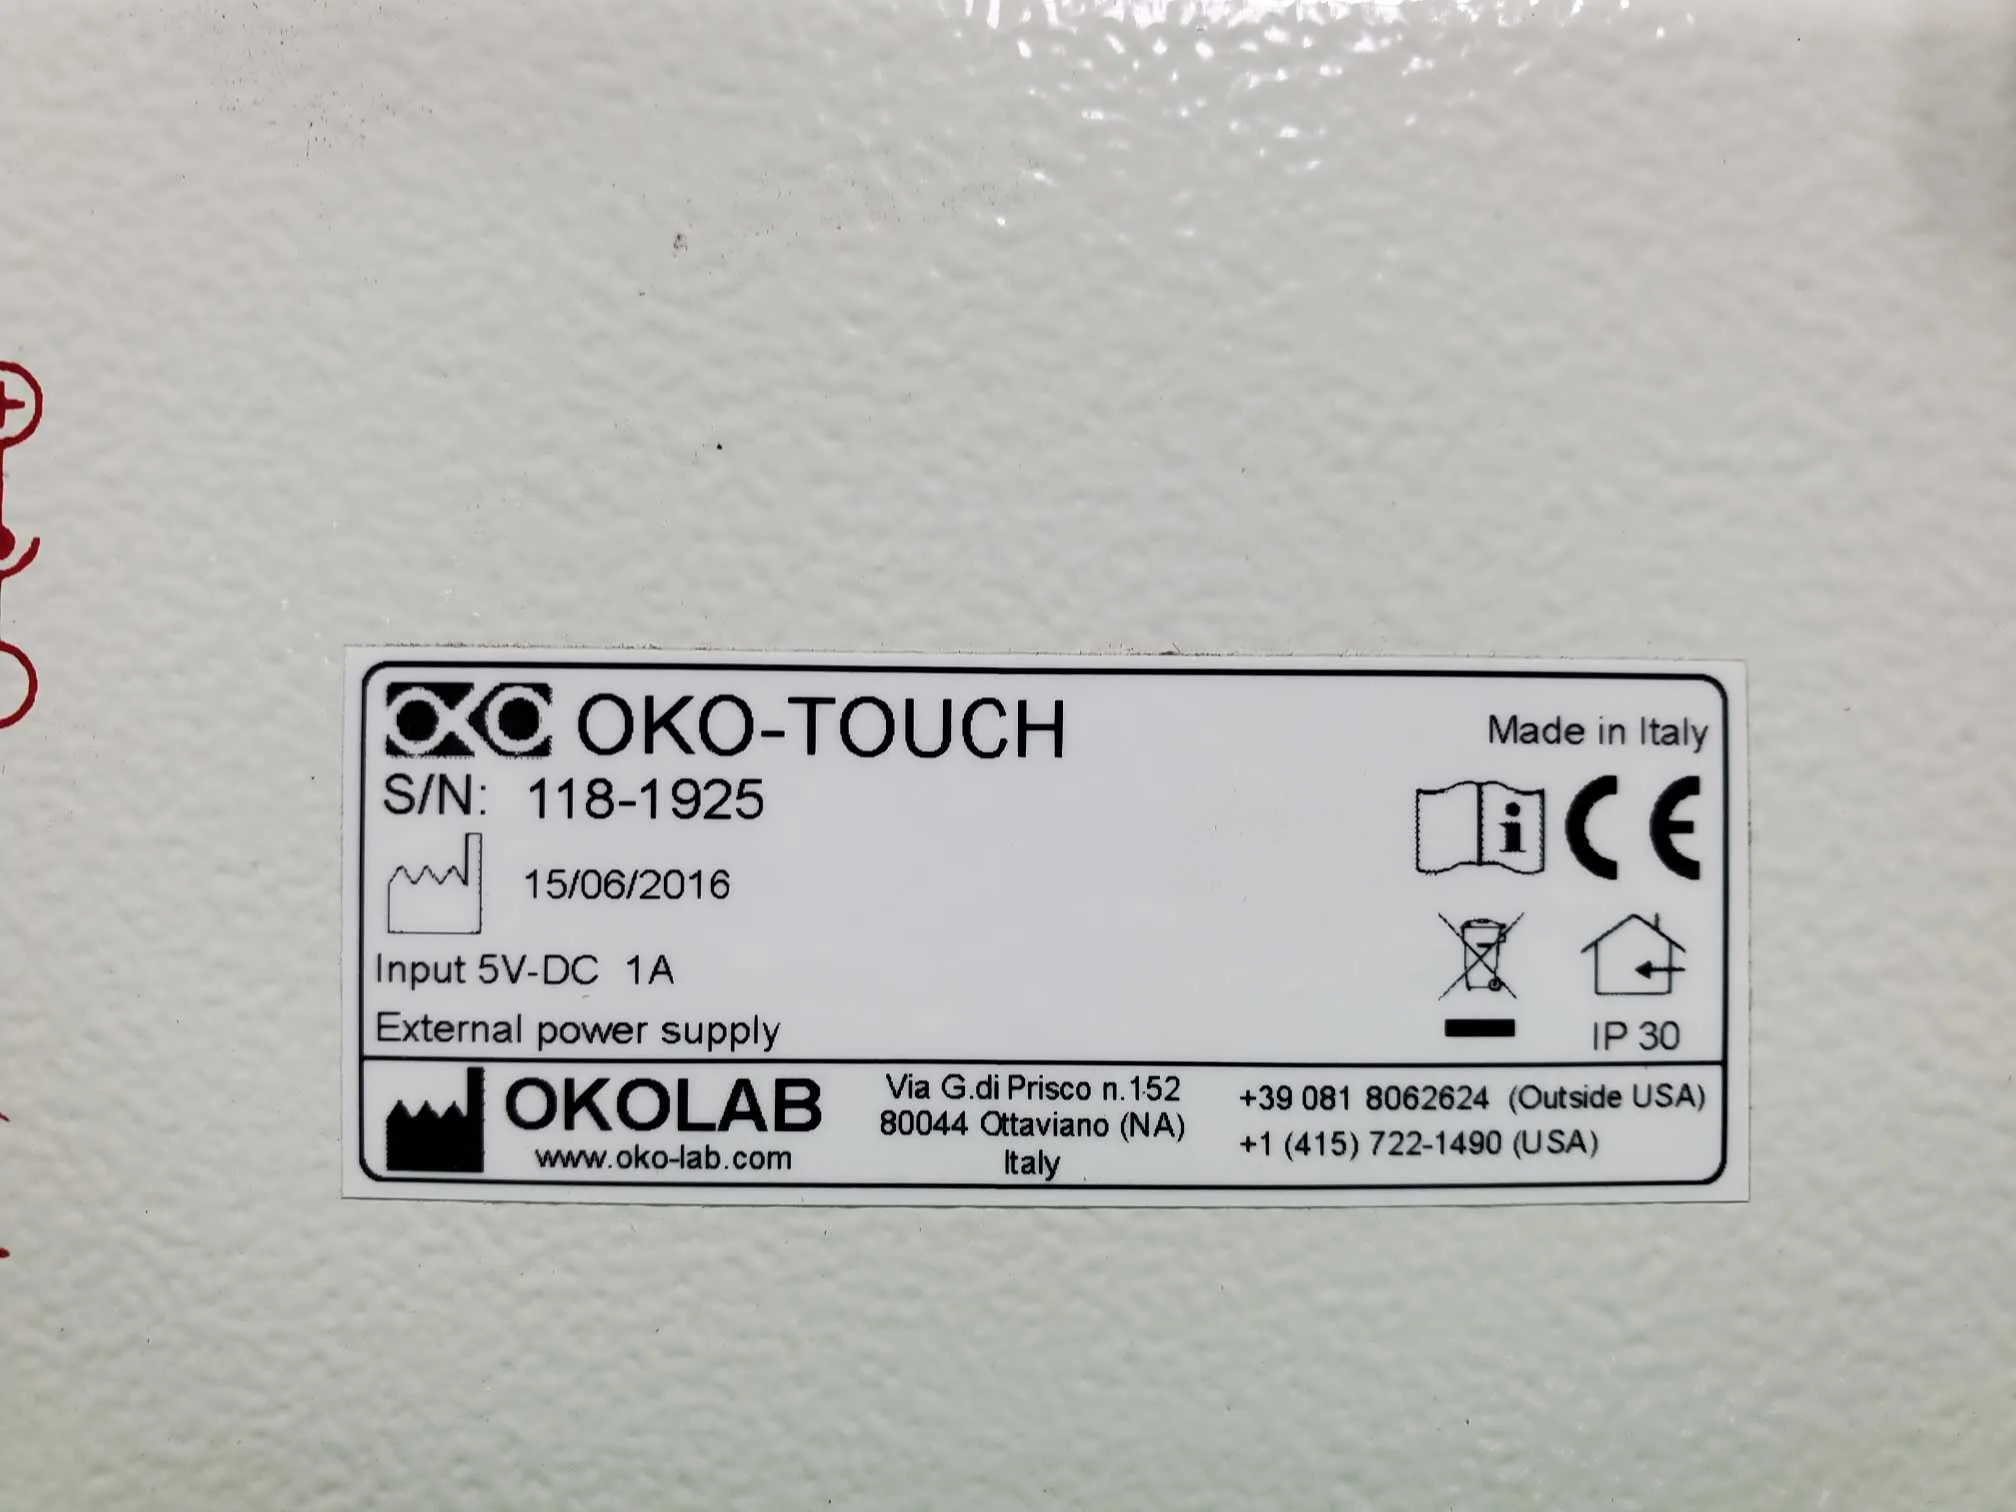 OKO-TOUCH
Made in Italy
S/N: 118-1925
15/06/2016
Input 5V-DC 1A
External power supply
IP 30
OKOLAB
www.oko-lab.com
Via G.di Prisco n.152
80044 Ottaviano (NA)
Italy
+39 081 8062624 (Outside USA)
+1 (415) 722-1490 (USA)